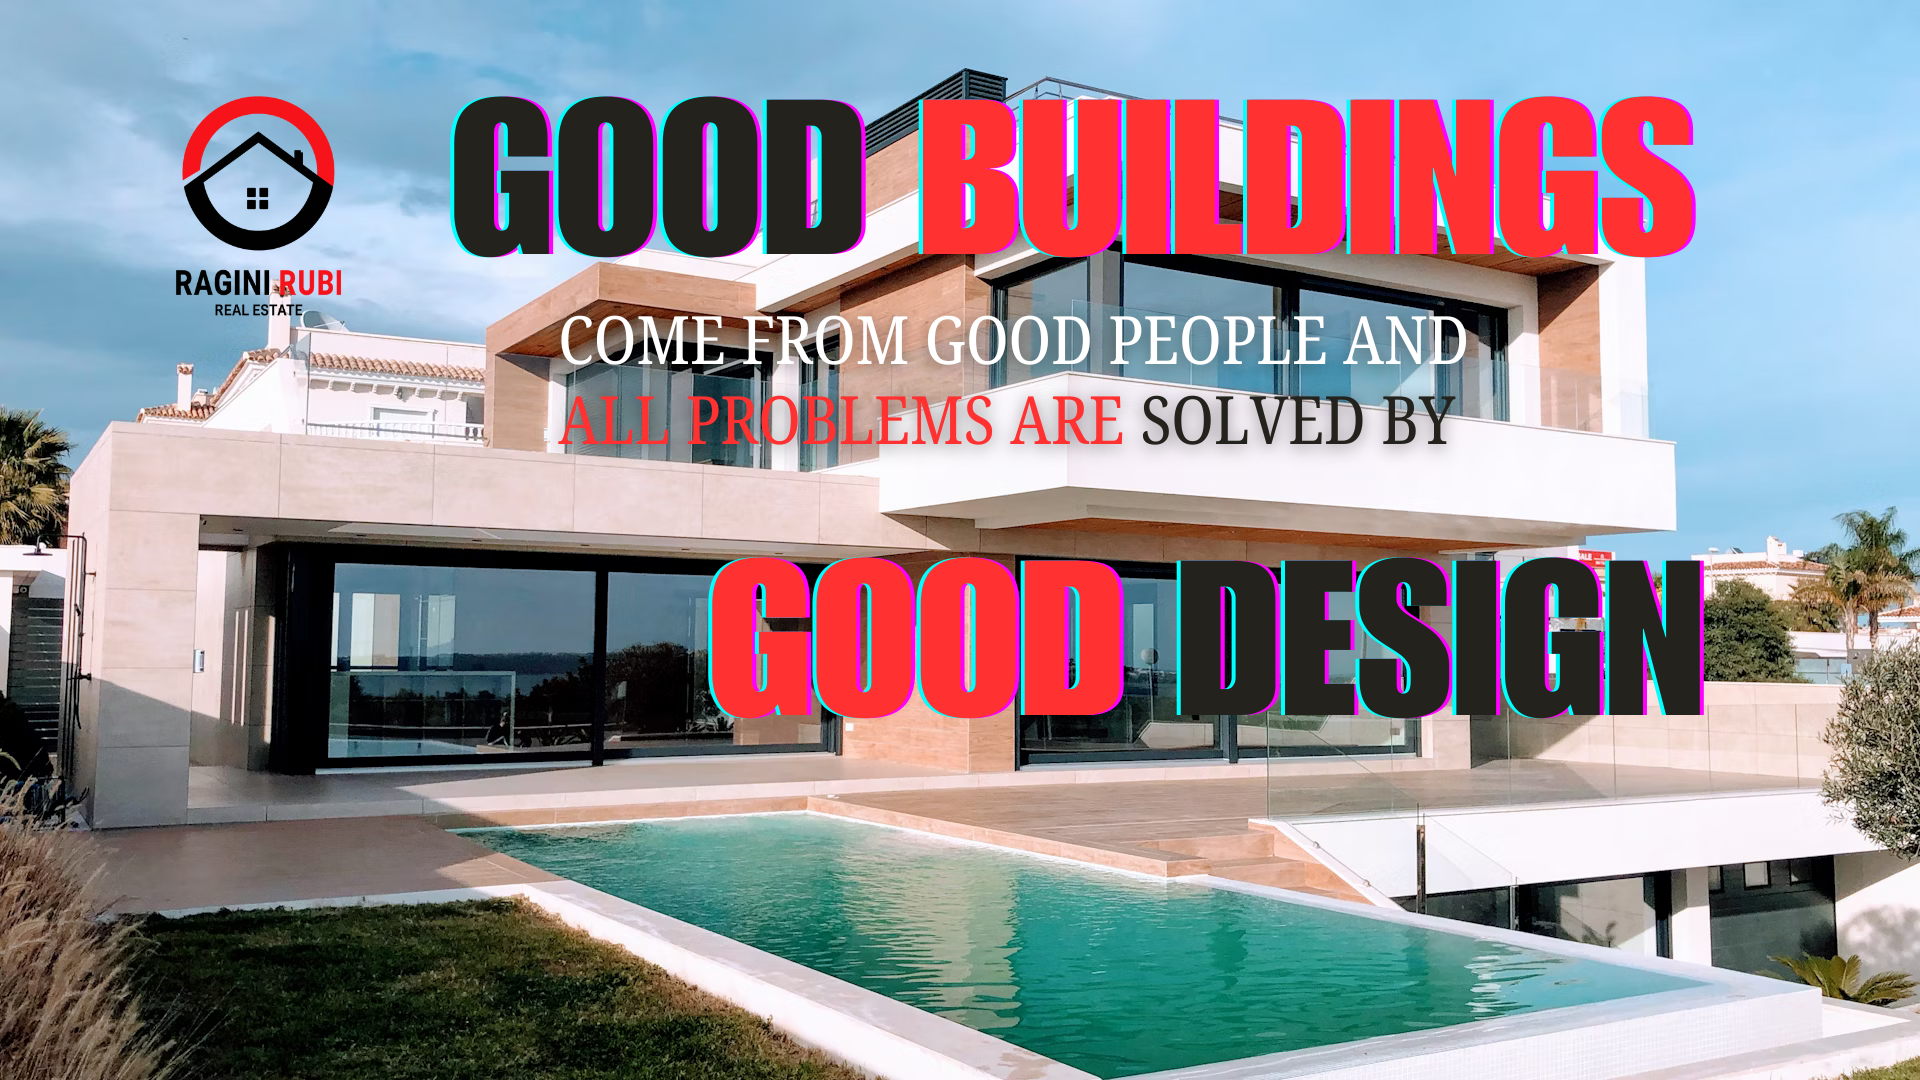 RAGINI RUBI
REAL ESTATE
GOOD BUILDINGS
COME FROM GOOD PEOPLE AND
ALL PROBLEMS ARE SOLVED BY
GOOD DESIGN